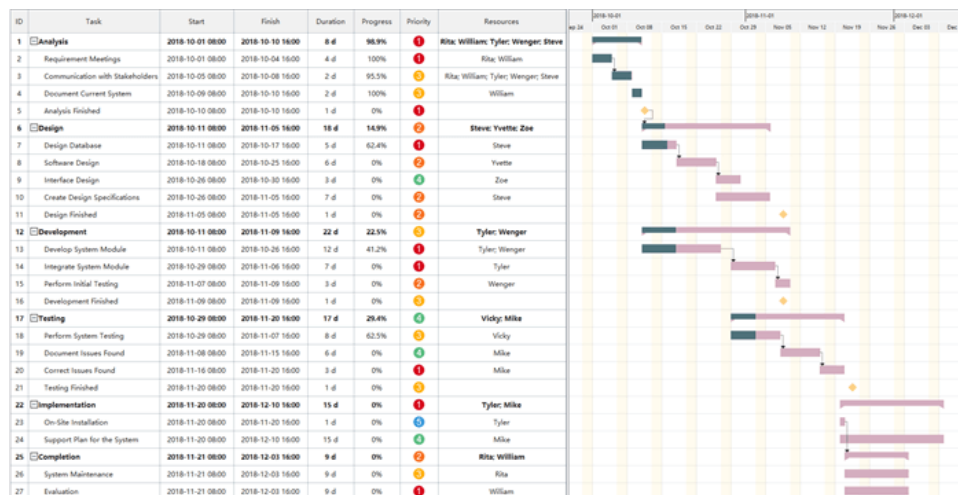 ID Task Start Finish Duration Progress Priority Resources
2018-10-01 2018-11-01 2018-12-01
ep 24 Oct 01 Oct 08 Oct 15 Oct 22 Oct 29 Nov 05 Nov 12 Nov 19 Nov 26 Dec 03 Dec
1 Analysis 2018-10-01 08:00 2018-10-10 16:00 8 d 98.9% 1 Rita; William; Tyler; Wenger; Steve
2 Requirement Meetings 2018-10-01 08:00 2018-10-04 16:00 4 d 100% 1 Rita; William
3 Communication with Stakeholders 2018-10-05 08:00 2018-10-08 16:00 2 d 95.5% 3 Rita; William; Tyler; Wenger; Steve
4 Document Current System 2018-10-09 08:00 2018-10-10 16:00 2 d 100% 3 William
5 Analysis Finished 2018-10-10 08:00 2018-10-10 16:00 1 d 0% 1
6 Design 2018-10-11 08:00 2018-11-05 16:00 18 d 14.9% 2 Steve; Yvette; Zoe
7 Design Database 2018-10-11 08:00 2018-10-17 16:00 5 d 62.4% 1 Steve
8 Software Design 2018-10-18 08:00 2018-10-25 16:00 6 d 0% 2 Yvette
9 Interface Design 2018-10-26 08:00 2018-10-30 16:00 3 d 0% 4 Zoe
10 Create Design Specifications 2018-10-26 08:00 2018-11-05 16:00 7 d 0% 2 Steve
11 Design Finished 2018-11-05 08:00 2018-11-05 16:00 1 d 0% 2
12 Development 2018-10-11 08:00 2018-11-09 16:00 22 d 22.5% 3 Tyler; Wenger
13 Develop System Module 2018-10-11 08:00 2018-10-26 16:00 12 d 41.2% 1 Tyler; Wenger
14 Integrate System Module 2018-10-29 08:00 2018-11-06 16:00 7 d 0% 1 Tyler
15 Perform Initial Testing 2018-11-07 08:00 2018-11-09 16:00 3 d 0% 2 Wenger
16 Development Finished 2018-11-09 08:00 2018-11-09 16:00 1 d 0% 3
17 Testing 2018-10-29 08:00 2018-11-20 16:00 17 d 29.4% 4 Vicky; Mike
18 Perform System Testing 2018-10-29 08:00 2018-11-07 16:00 8 d 62.5% 3 Vicky
19 Document Issues Found 2018-11-08 08:00 2018-11-15 16:00 6 d 0% 4 Mike
20 Correct Issues Found 2018-11-16 08:00 2018-11-20 16:00 3 d 0% 1 Mike
21 Testing Finished 2018-11-20 08:00 2018-11-20 16:00 1 d 0% 3
22 Implementation 2018-11-20 08:00 2018-12-10 16:00 15 d 0% 1 Tyler; Mike
23 On-Site Installation 2018-11-20 08:00 2018-11-20 16:00 1 d 0% 5 Tyler
24 Support Plan for the System 2018-11-20 08:00 2018-12-10 16:00 15 d 0% 4 Mike
25 Completion 2018-11-21 08:00 2018-12-03 16:00 9 d 0% 2 Rita; William
26 System Maintenance 2018-11-21 08:00 2018-12-03 16:00 9 d 0% 3 Rita
27 Evaluation 2018-11-21 08:00 2018-12-03 16:00 9 d 0% 1 William